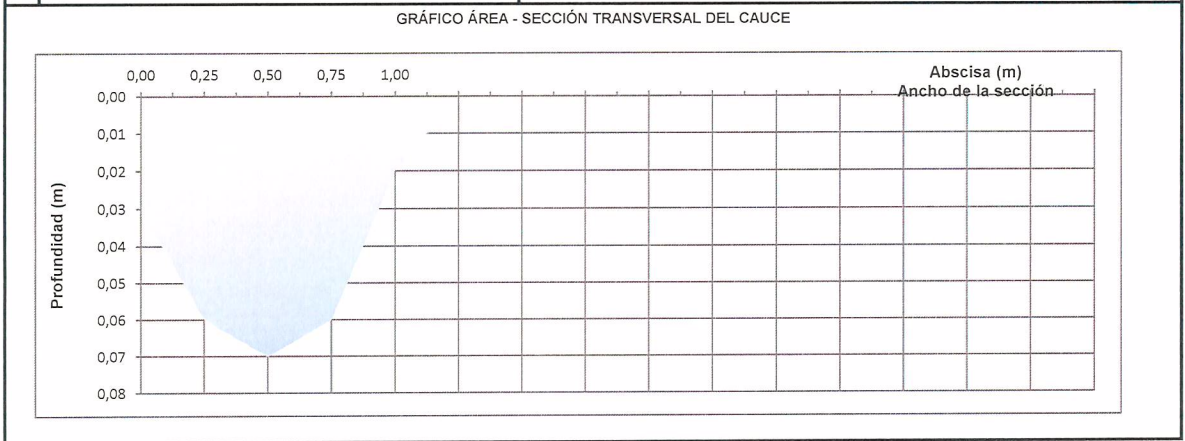 GRÁFICO ÁREA - SECCIÓN TRANSVERSAL DEL CAUCE
0,00 0,25 0,50 0,75 1,00
Abscisa (m)
Ancho de la sección
0,00
0,01
0,02
0,03
0,04
0,05
0,06
0,07
0,08
Profundidad (m)